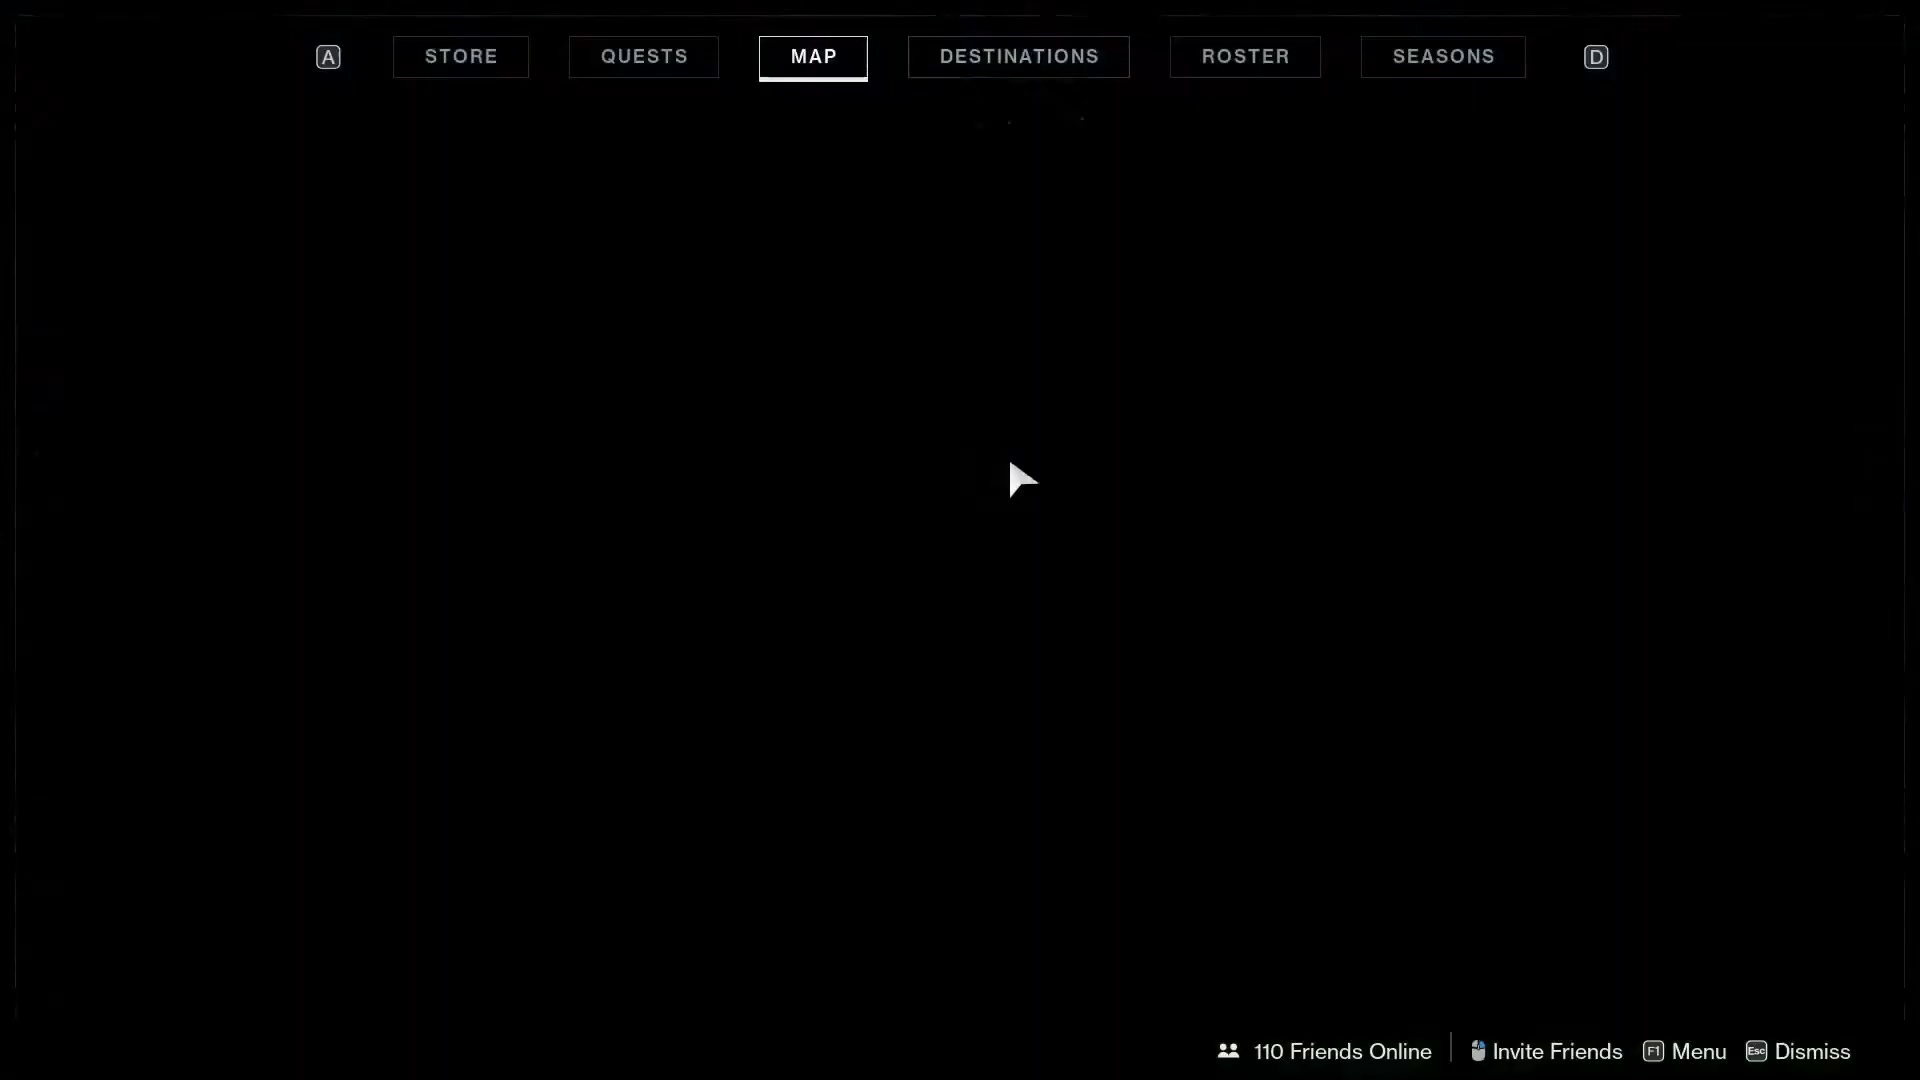 A STORE QUESTS MAP DESTINATIONS ROSTER SEASONS D
110 Friends Online Invite Friends F1 Menu Esc Dismiss